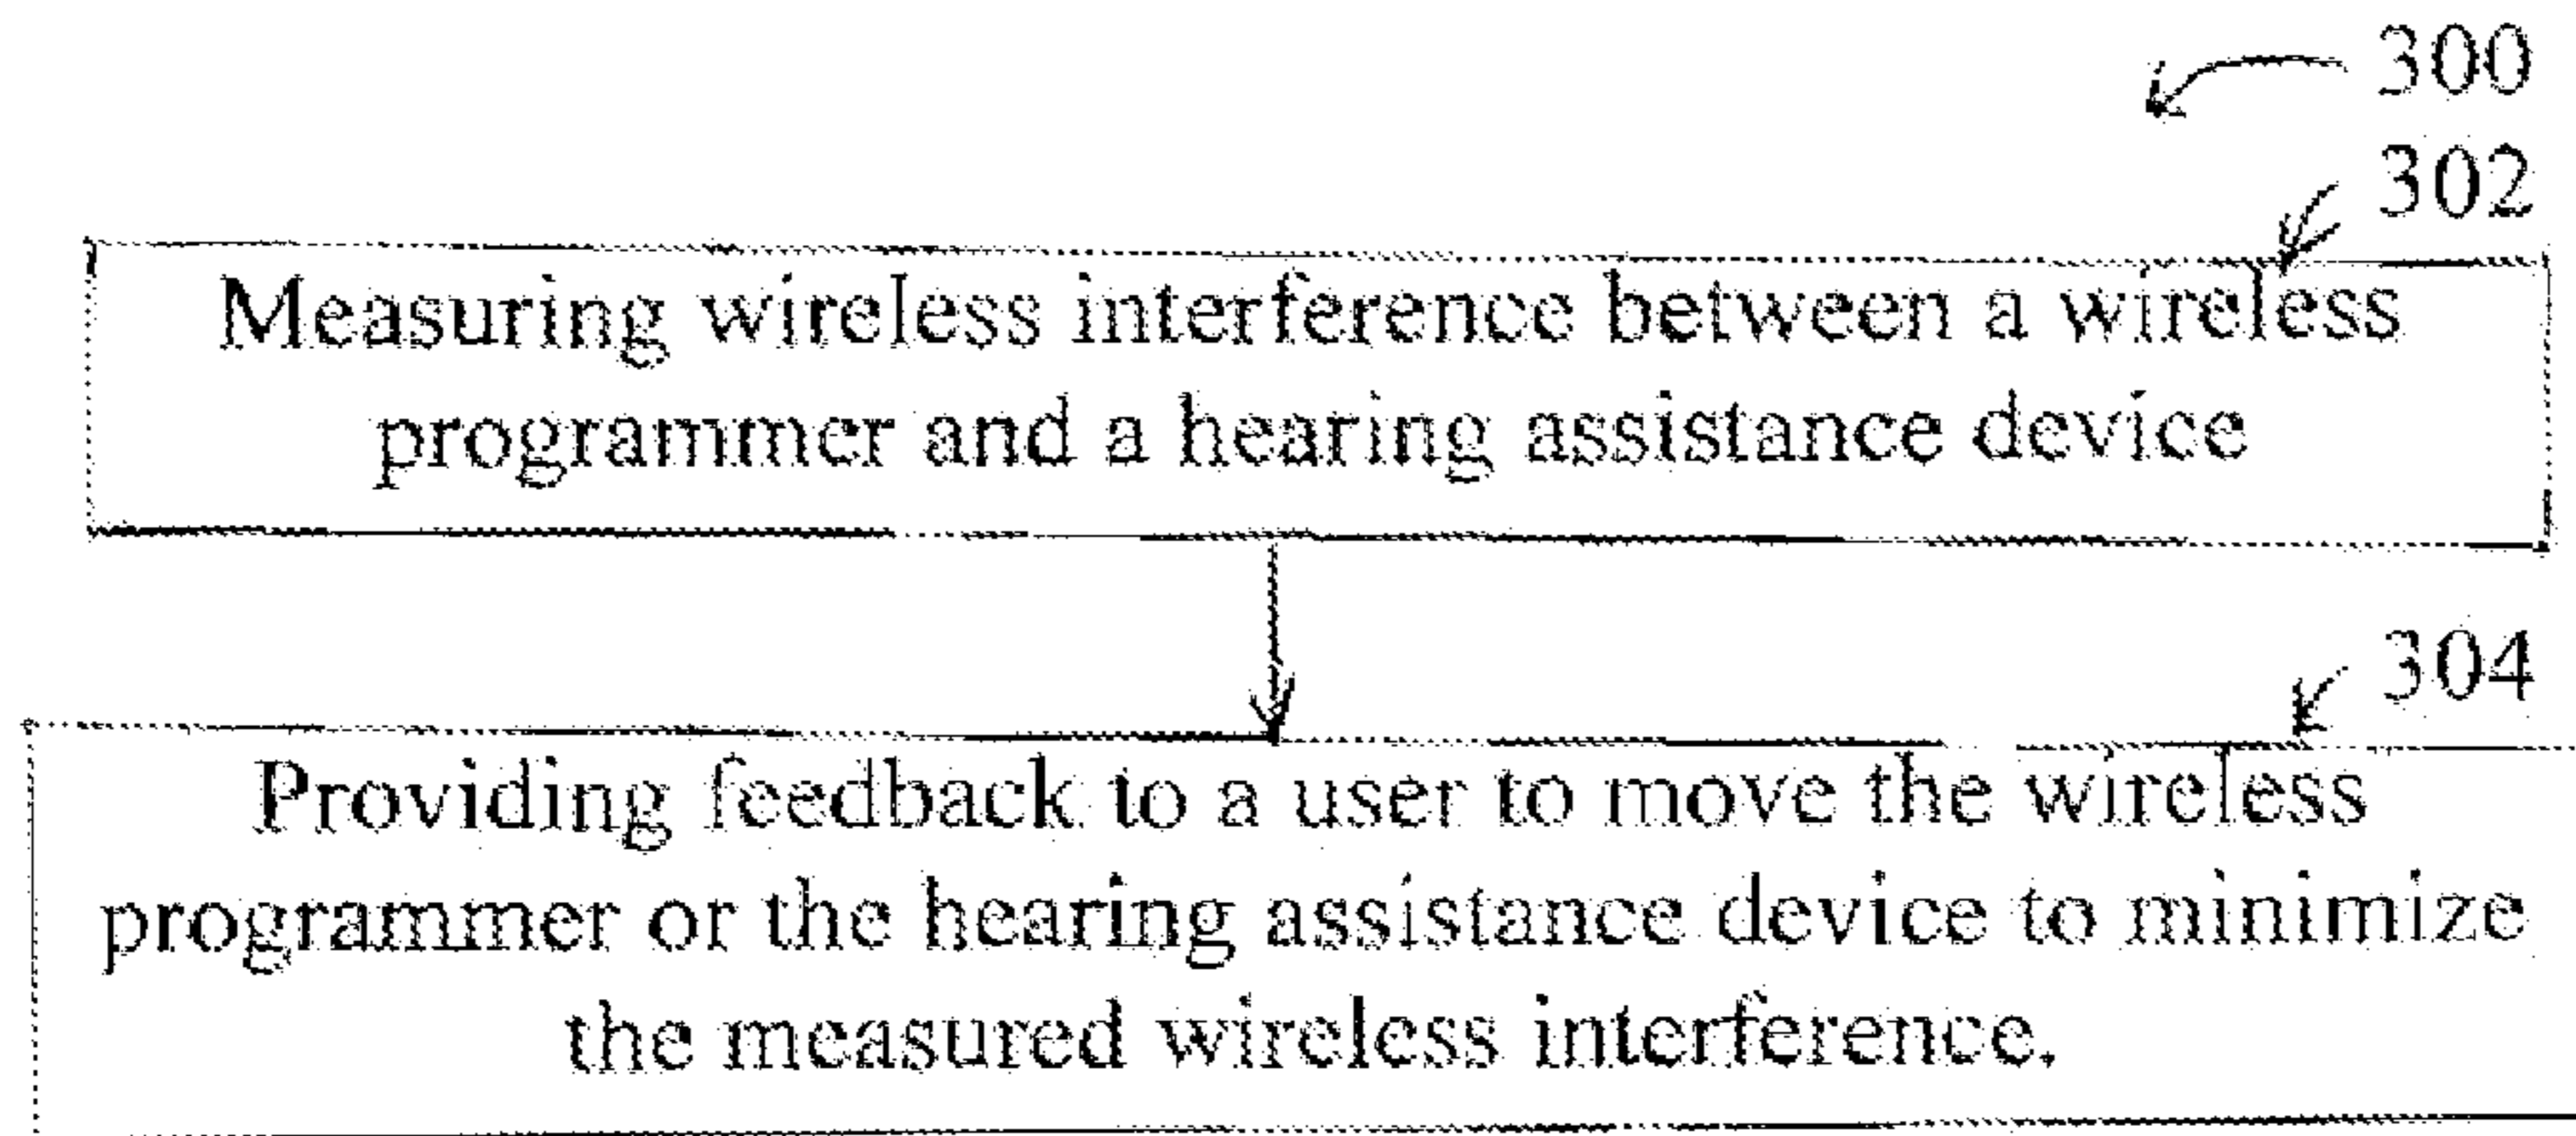 300
302
Measuring wireless interference between a wireless
programmer and a hearing assistance device
304
Providing feedback to a user to move the wireless
programmer or the hearing assistance device to minimize
the measured wireless interference.